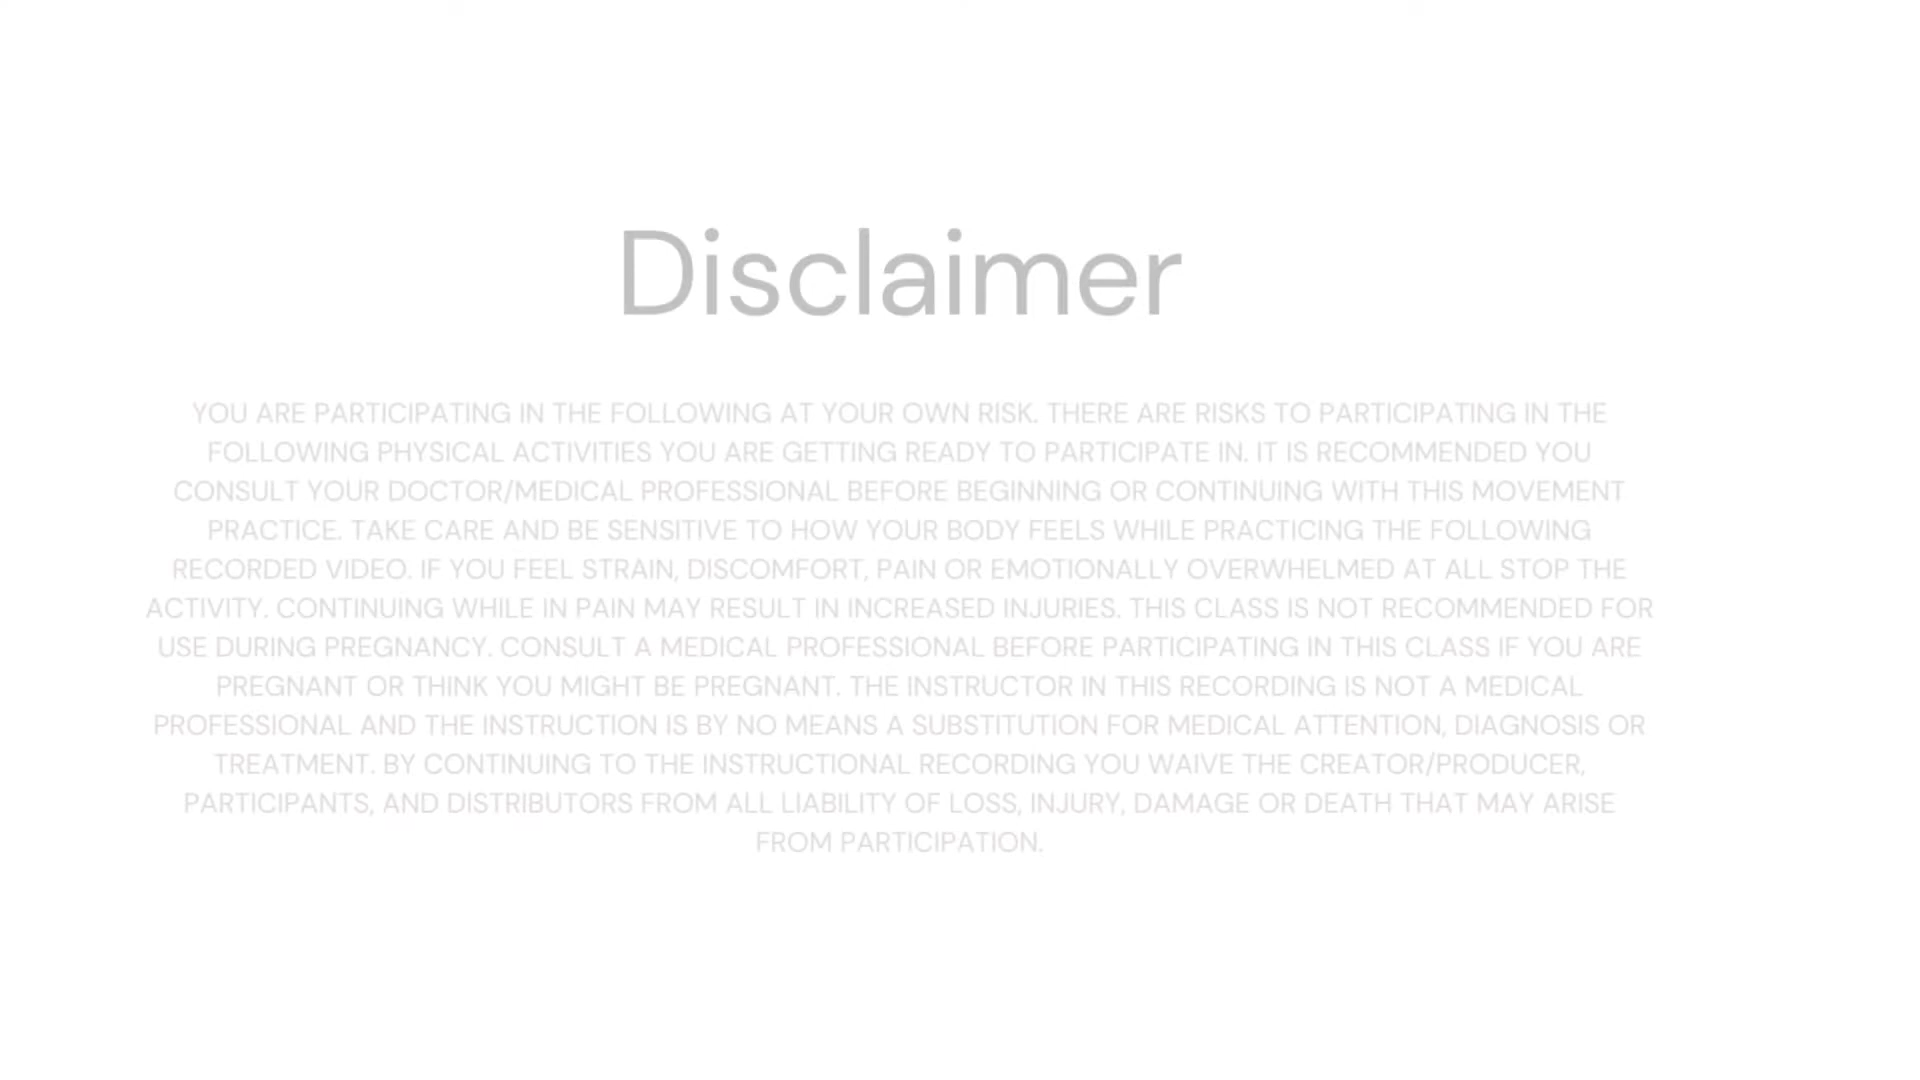 Disclaimer
YOU ARE PARTICIPATING IN THE FOLLOWING AT YOUR OWN RISK. THERE ARE RISKS TO PARTICIPATING IN THE
FOLLOWING PHYSICAL ACTIVITIES YOU ARE GETTING READY TO PARTICIPATE IN. IT IS RECOMMENDED YOU
CONSULT YOUR DOCTOR/MEDICAL PROFESSIONAL BEFORE BEGINNING OR CONTINUING WITH THIS MOVEMENT
PRACTICE. TAKE CARE AND BE SENSITIVE TO HOW YOUR BODY FEELS WHILE PRACTICING THE FOLLOWING
RECORDED VIDEO. IF YOU FEEL STRAIN, DISCOMFORT, PAIN OR EMOTIONALLY OVERWHELMED AT ALL STOP THE
ACTIVITY. CONTINUING WHILE IN PAIN MAY RESULT IN INCREASED INJURIES. THIS CLASS IS NOT RECOMMENDED FOR
USE DURING PREGNANCY. CONSULT A MEDICAL PROFESSIONAL BEFORE PARTICIPATING IN THIS CLASS IF YOU ARE
PREGNANT OR THINK YOU MIGHT BE PREGNANT. THE INSTRUCTOR IN THIS RECORDING IS NOT A MEDICAL
PROFESSIONAL AND THE INSTRUCTION IS BY NO MEANS A SUBSTITUTION FOR MEDICAL ATTENTION, DIAGNOSIS OR
TREATMENT. BY CONTINUING TO THE INSTRUCTIONAL RECORDING YOU WAIVE THE CREATOR/PRODUCER,
PARTICIPANTS, AND DISTRIBUTORS FROM ALL LIABILITY OF LOSS, INJURY, DAMAGE OR DEATH THAT MAY ARISE
FROM PARTICIPATION.